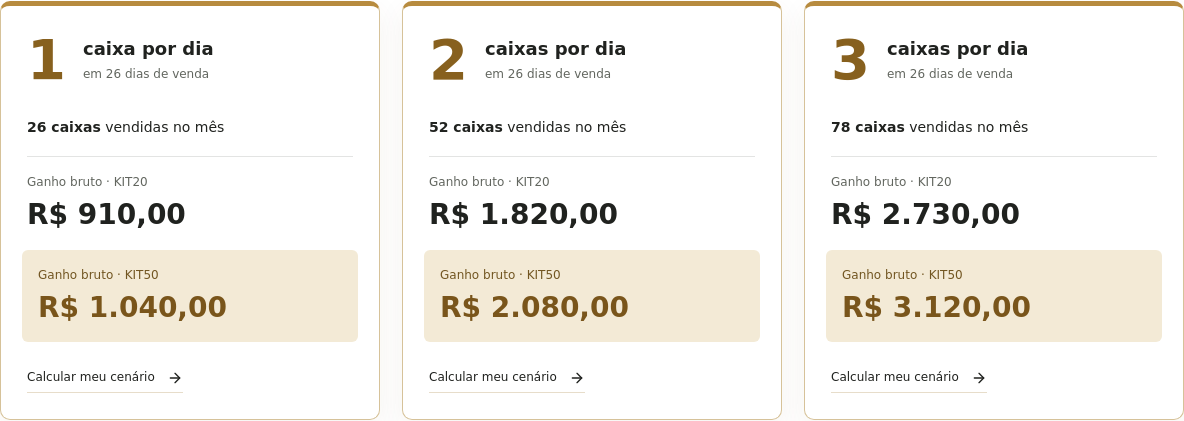 1
caixa por dia
em 26 dias de venda
26 caixas vendidas no mês
Ganho bruto · KIT20
R$ 910,00
Ganho bruto · KIT50
R$ 1.040,00
Calcular meu cenário →
2
caixas por dia
em 26 dias de venda
52 caixas vendidas no mês
Ganho bruto · KIT20
R$ 1.820,00
Ganho bruto · KIT50
R$ 2.080,00
Calcular meu cenário →
3
caixas por dia
em 26 dias de venda
78 caixas vendidas no mês
Ganho bruto · KIT20
R$ 2.730,00
Ganho bruto · KIT50
R$ 3.120,00
Calcular meu cenário →